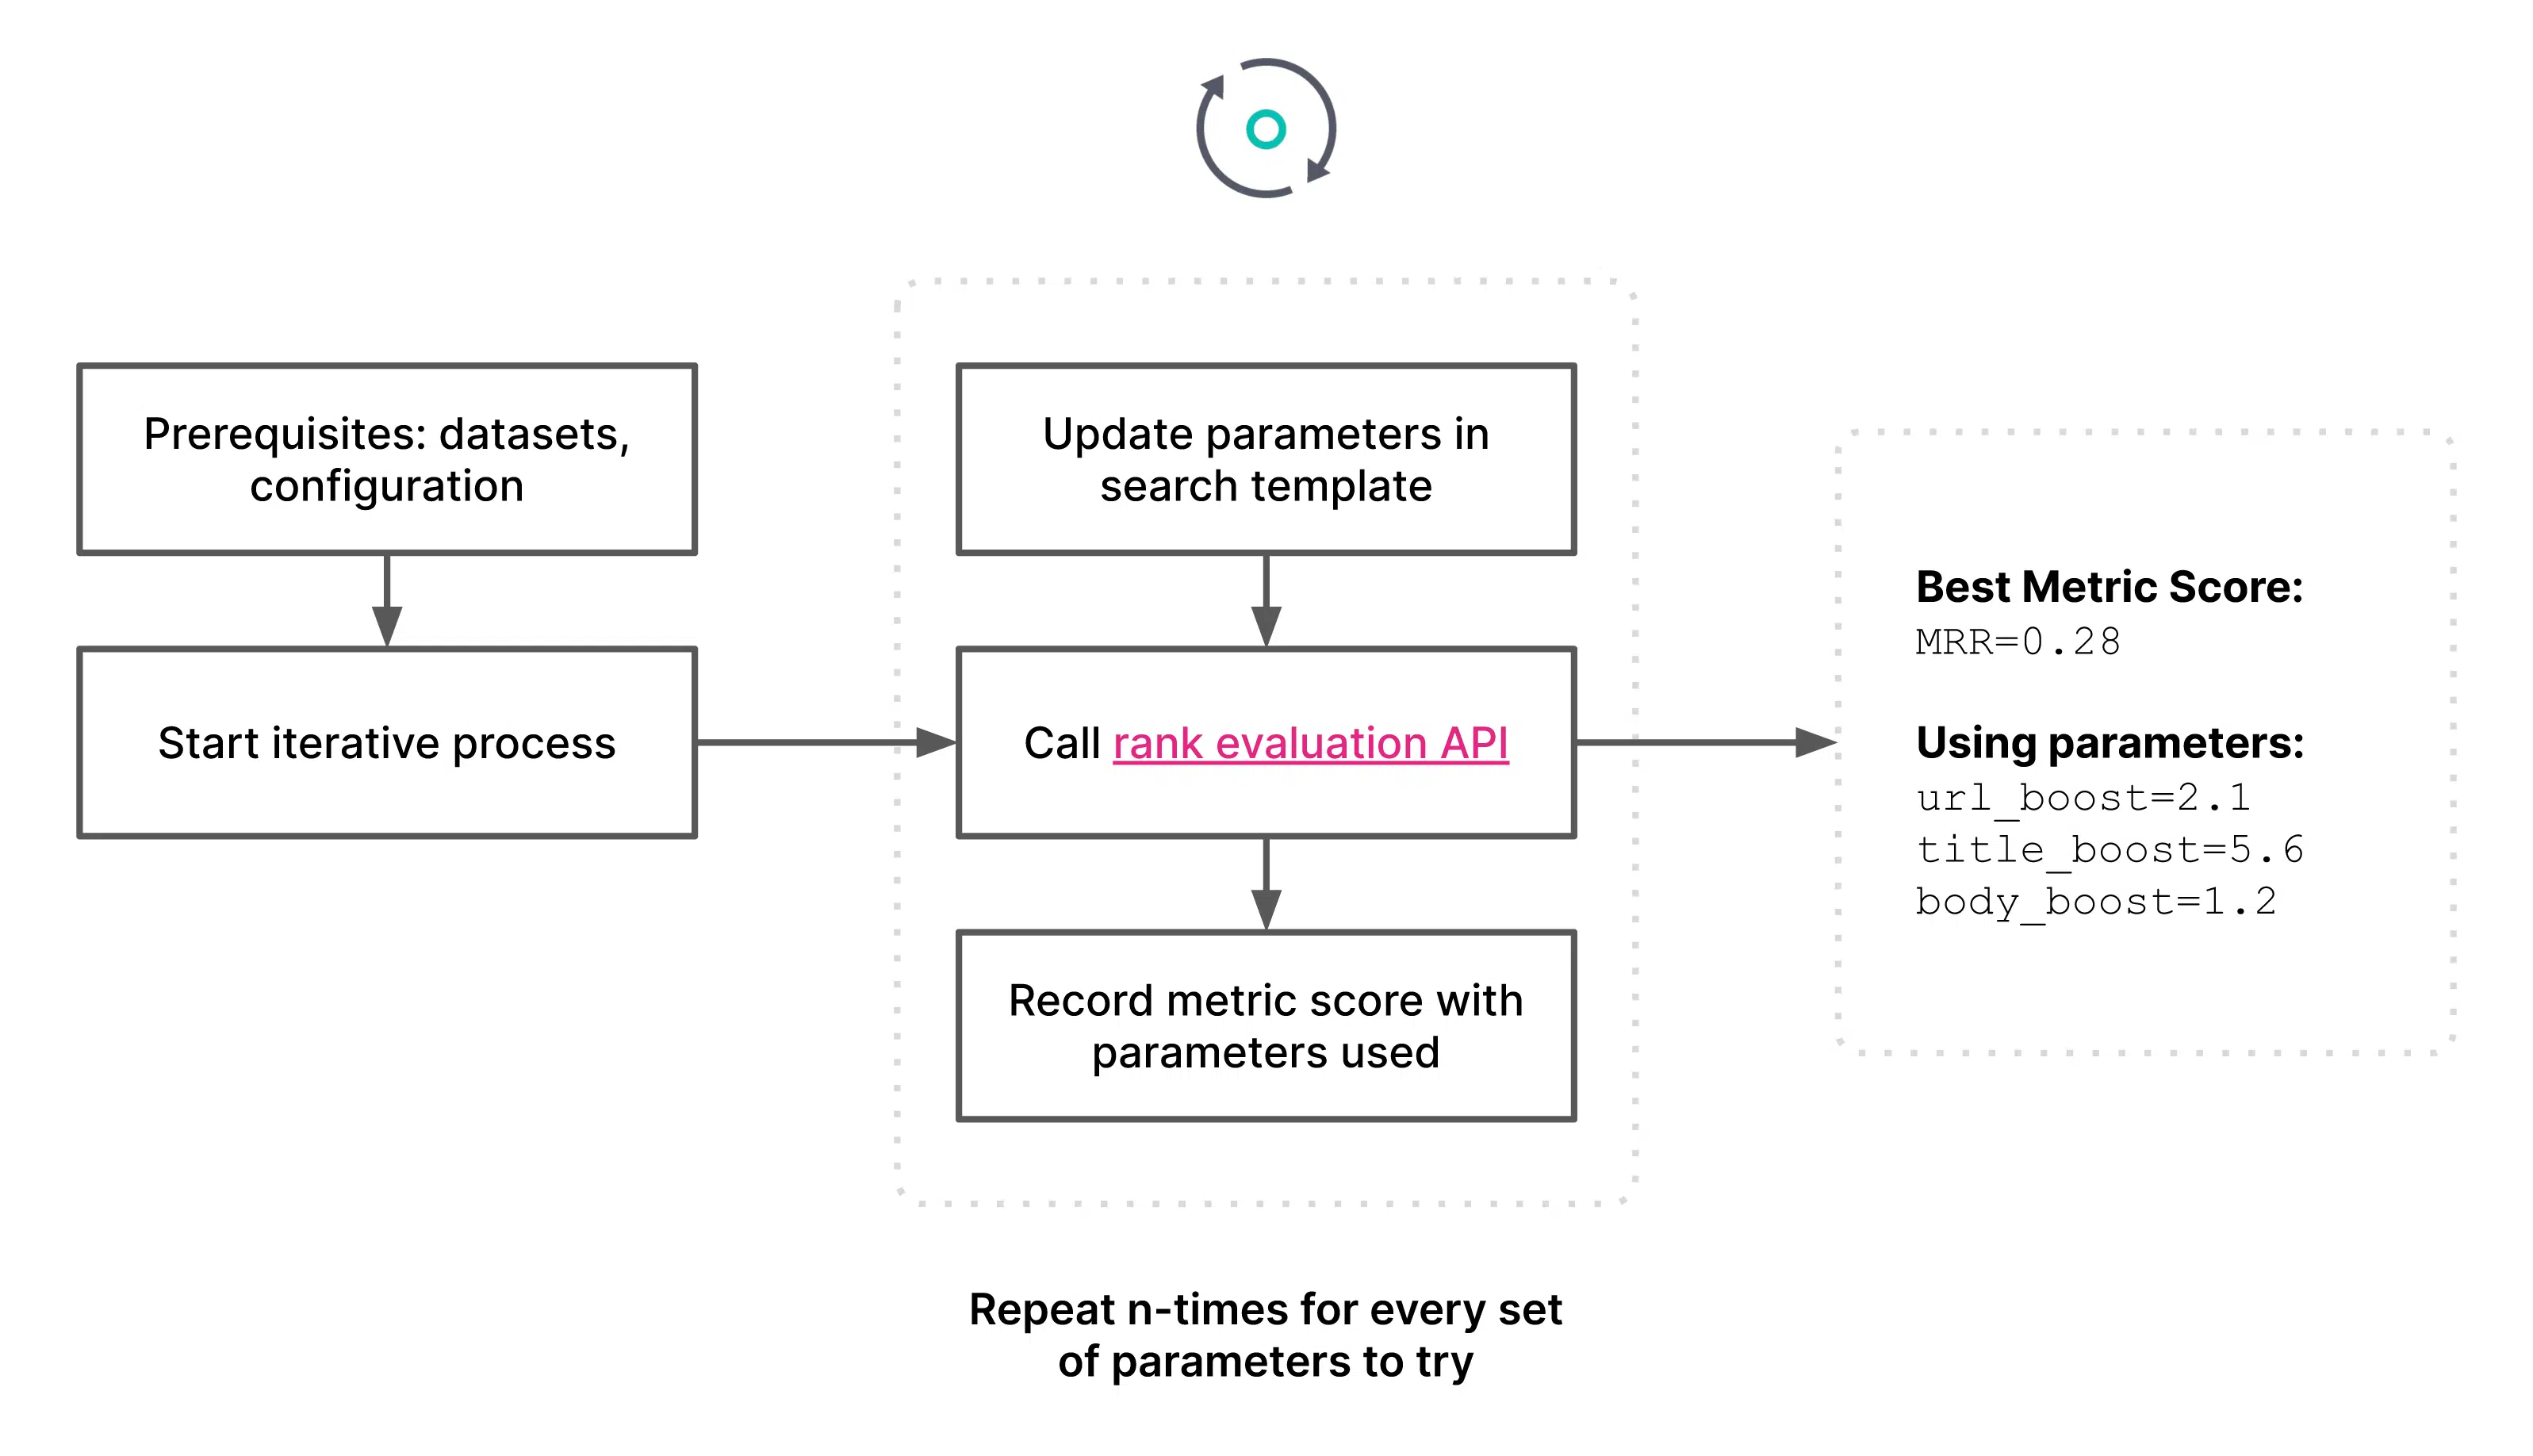 Prerequisites: datasets,
configuration
Start iterative process
Update parameters in
search template
Call rank evaluation API
Record metric score with
parameters used
Repeat n-times for every set
of parameters to try
Best Metric Score:
MRR=0.28
Using parameters:
url_boost=2.1
title_boost=5.6
body_boost=1.2